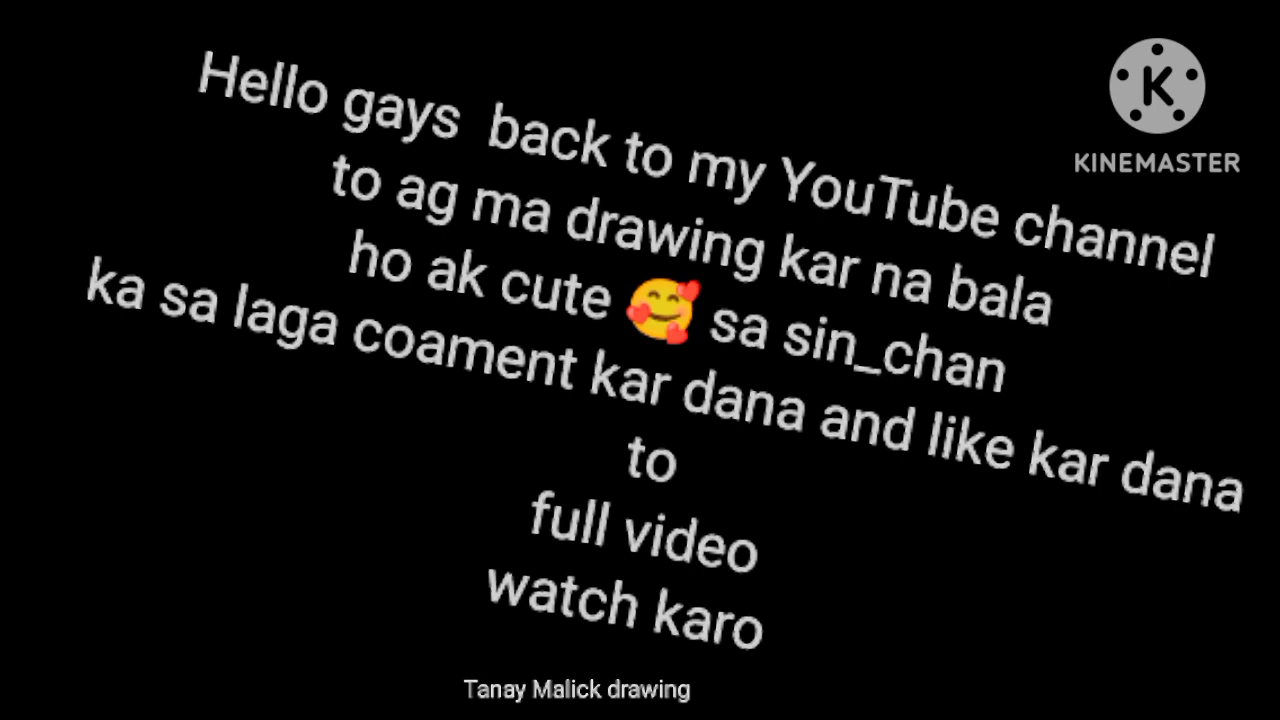 Hello gays  back to my YouTube channel
to ag ma drawing kar na bala
ho ak cute 🥰 sa sin_chan
ka sa laga coament kar dana and like kar dana
to
full video
watch karo
Tanay Malick drawing
K
KINEMASTER